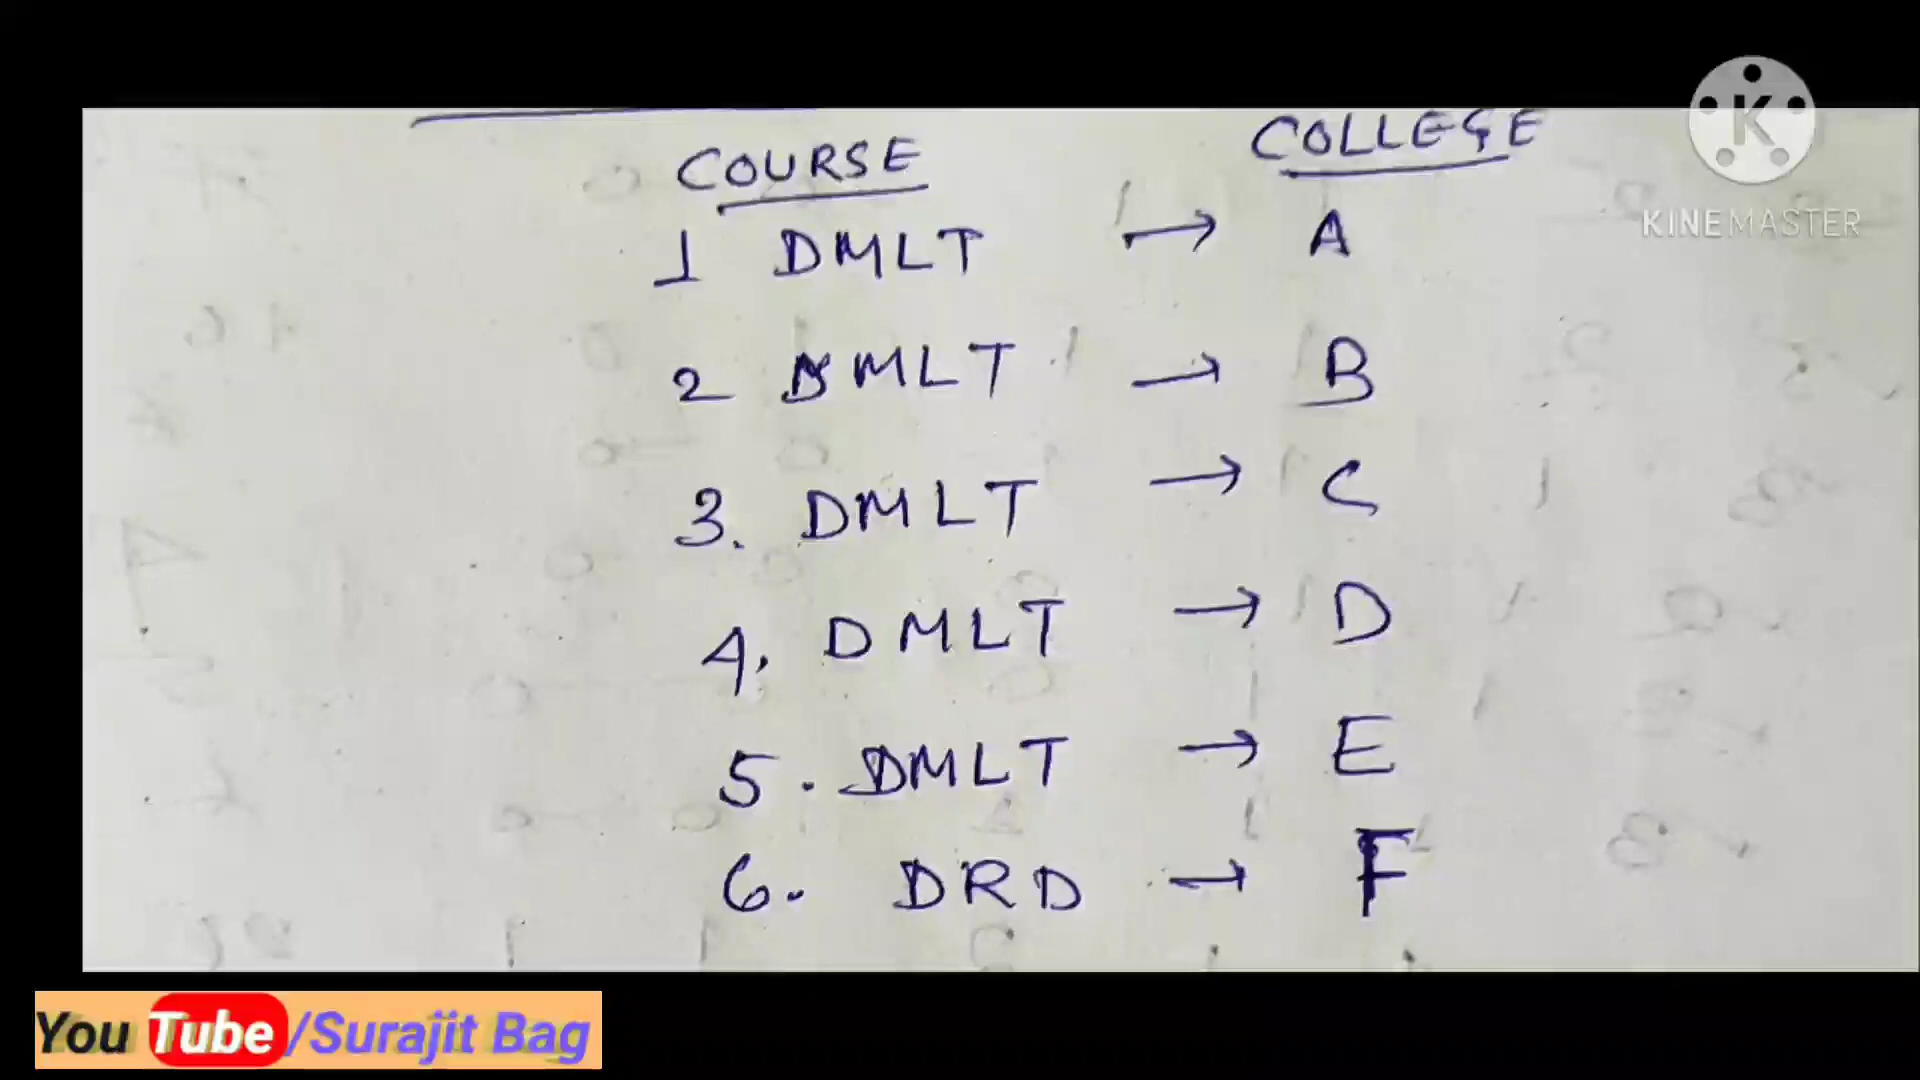 COURSE COLLEGE
1 DMLT → A
2 DMLT → B
3. DMLT → C
4. DMLT → D
5. DMLT → E
6. DRD → F
KINEMASTER
YouTube/Surajit Bag